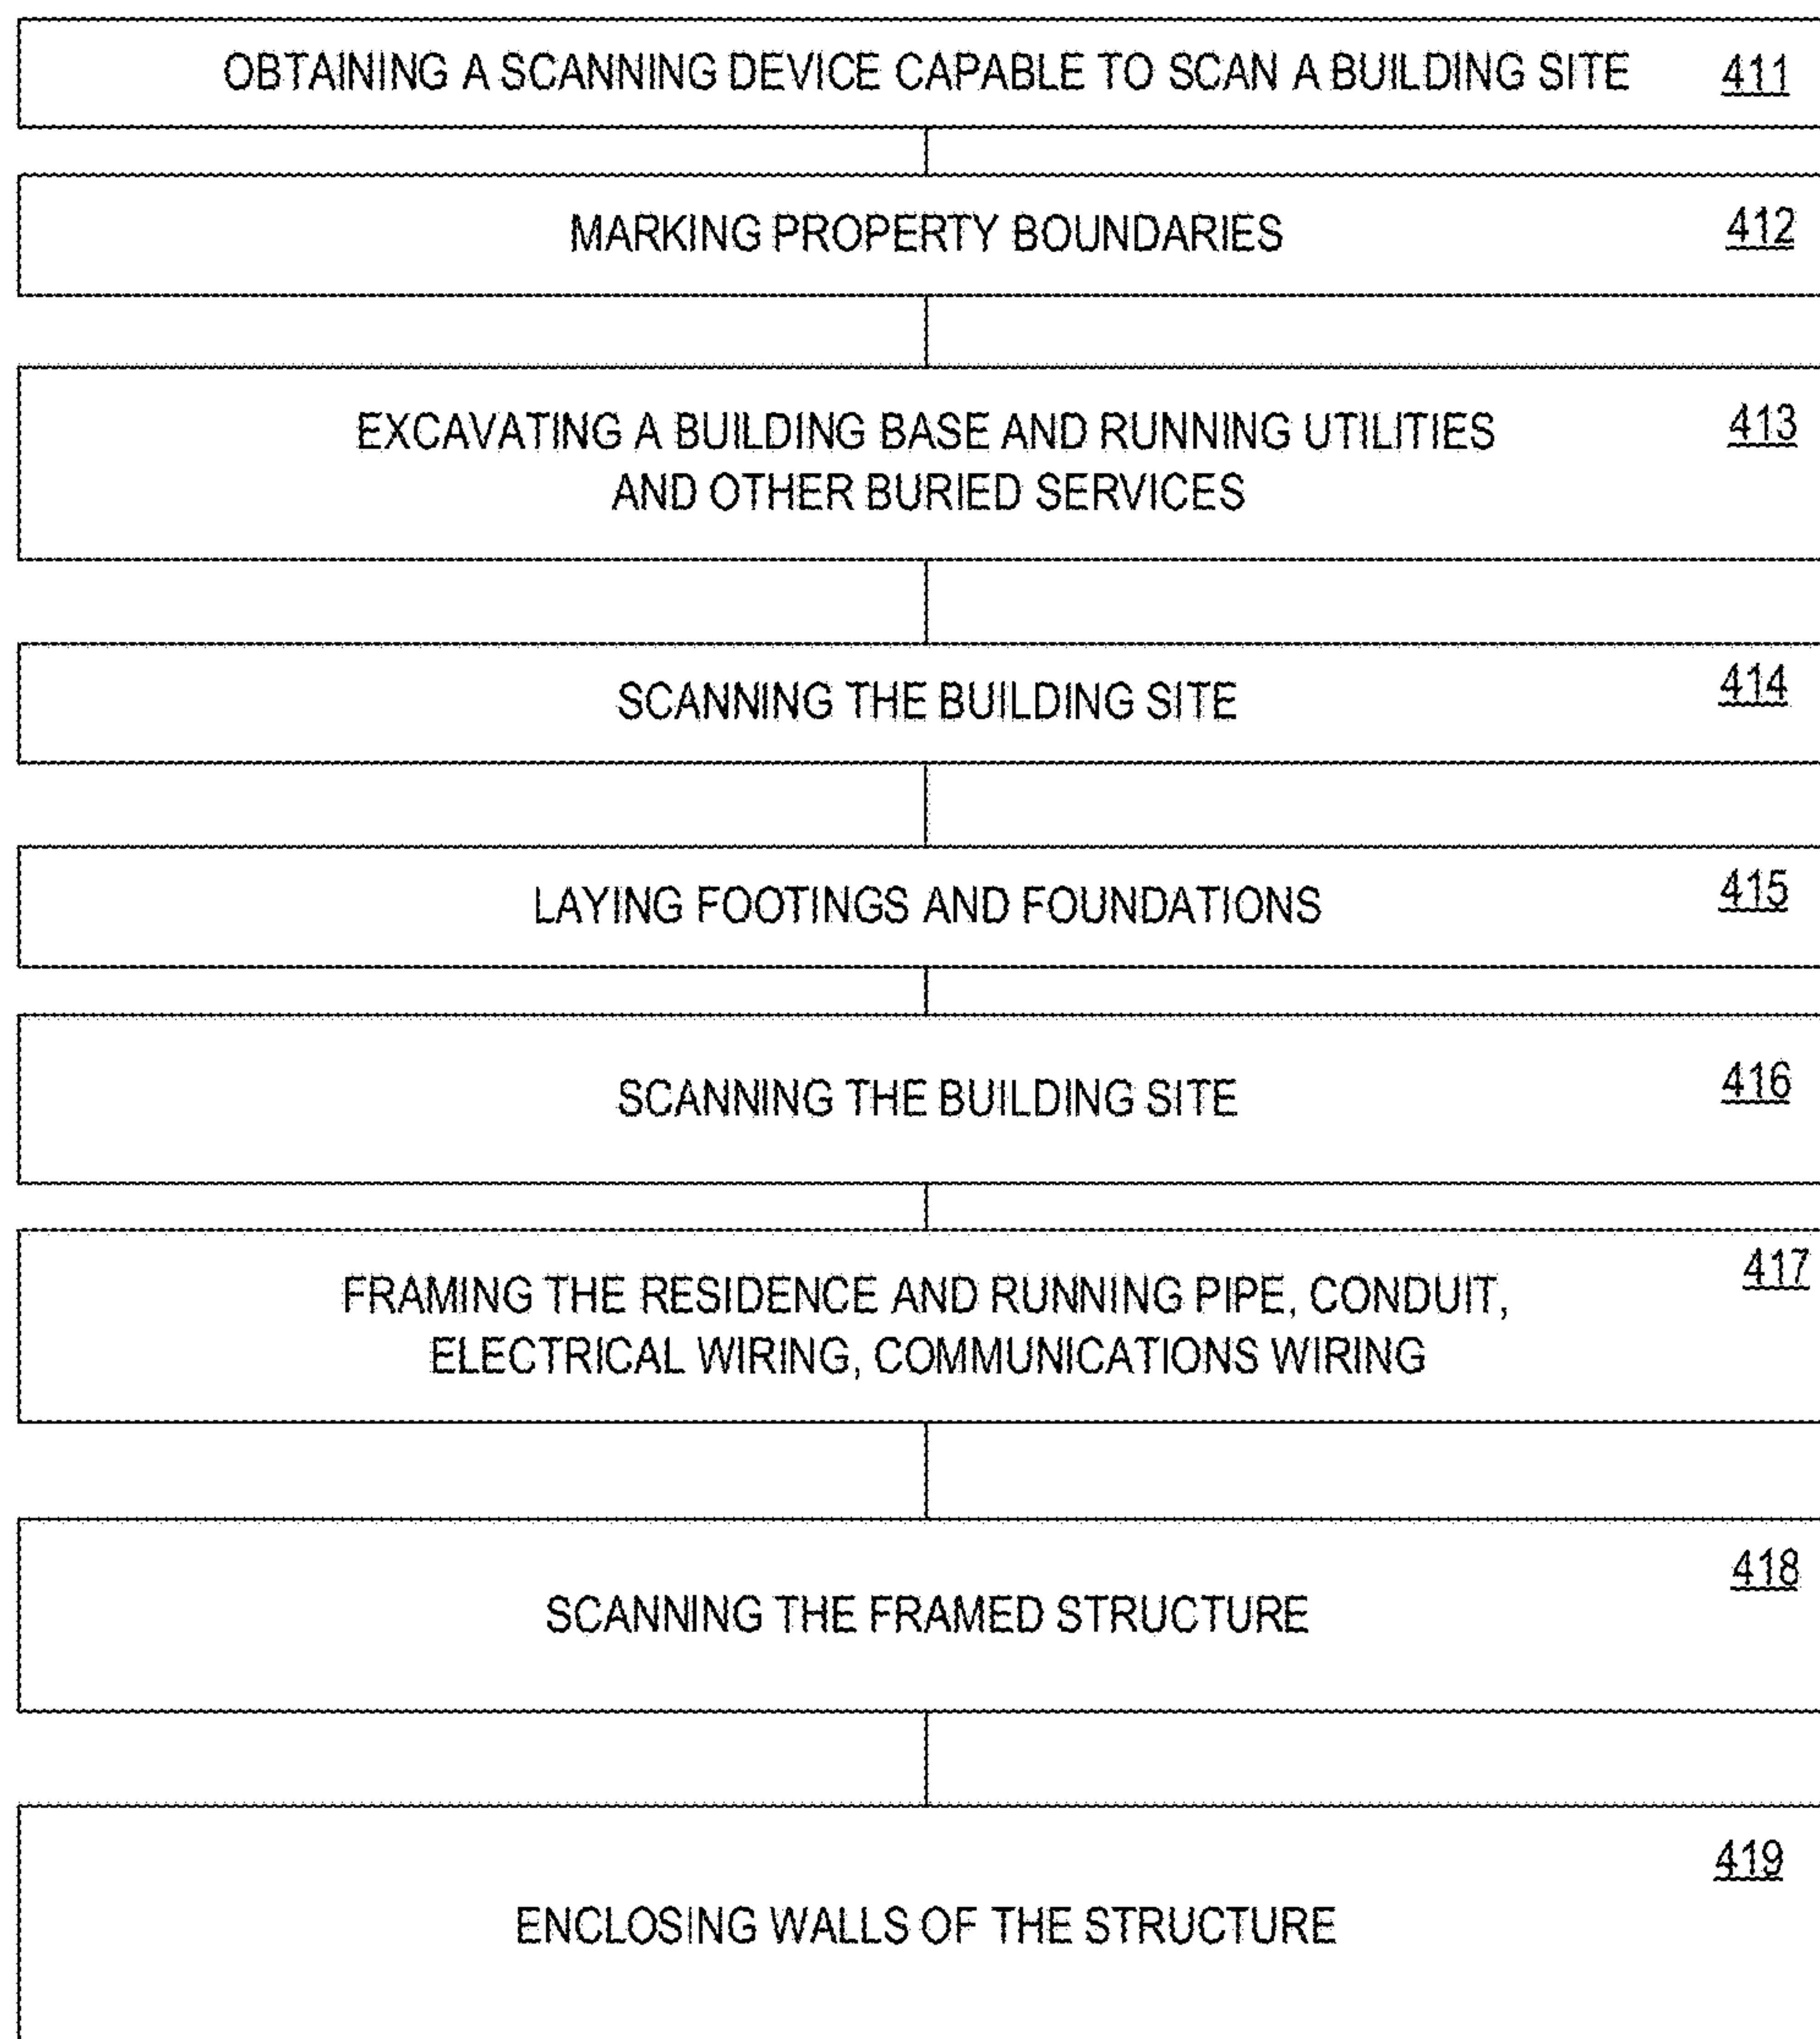 OBTAINING A SCANNING DEVICE CAPABLE TO SCAN A BUILDING SITE 411
MARKING PROPERTY BOUNDARIES 412
EXCAVATING A BUILDING BASE AND RUNNING UTILITIES 413
AND OTHER BURIED SERVICES
SCANNING THE BUILDING SITE 414
LAYING FOOTINGS AND FOUNDATIONS 415
SCANNING THE BUILDING SITE 416
FRAMING THE RESIDENCE AND RUNNING PIPE, CONDUIT, 417
ELECTRICAL WIRING, COMMUNICATIONS WIRING
SCANNING THE FRAMED STRUCTURE 418
ENCLOSING WALLS OF THE STRUCTURE 419